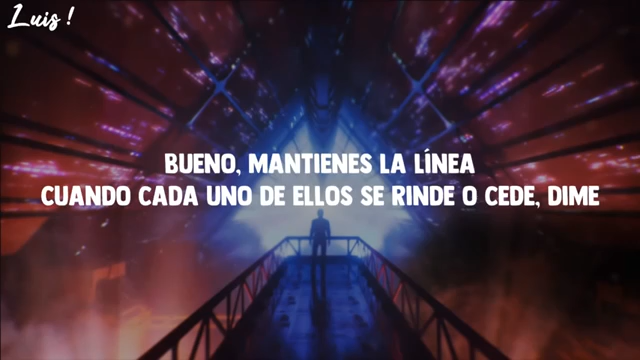 Luis!
BUENO, MANTIENES LA LÍNEA
CUANDO CADA UNO DE ELLOS SE RINDE O CEDE, DIME